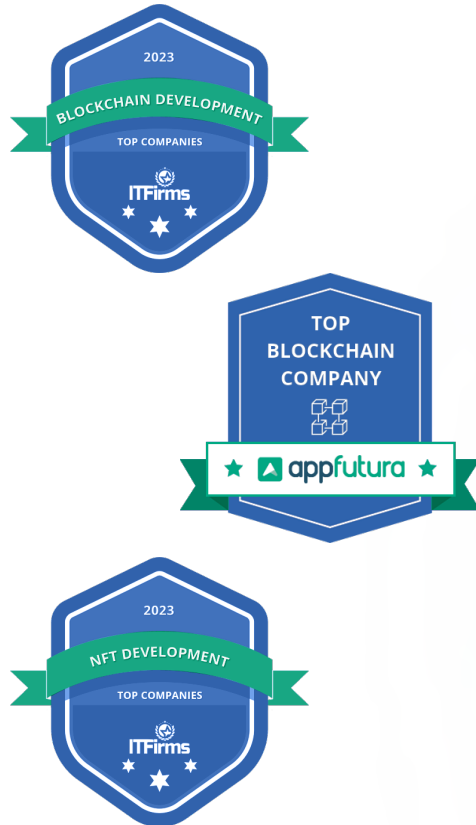 2023
BLOCKCHAIN DEVELOPMENT
TOP COMPANIES
ITFirms
TOP
BLOCKCHAIN
COMPANY
appfutura
2023
NFT DEVELOPMENT
TOP COMPANIES
ITFirms